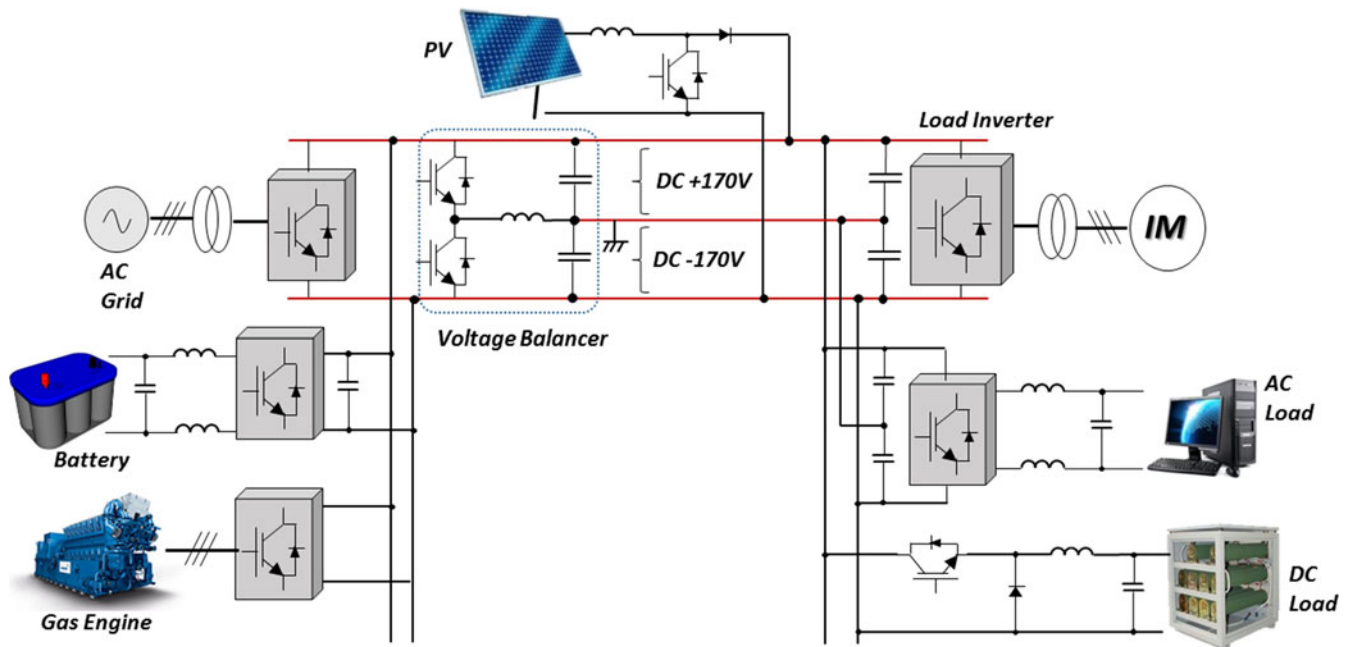 PV
Load Inverter
DC +170V
DC -170V
IM
AC
Grid
Voltage Balancer
Battery
AC
Load
Gas Engine
DC
Load